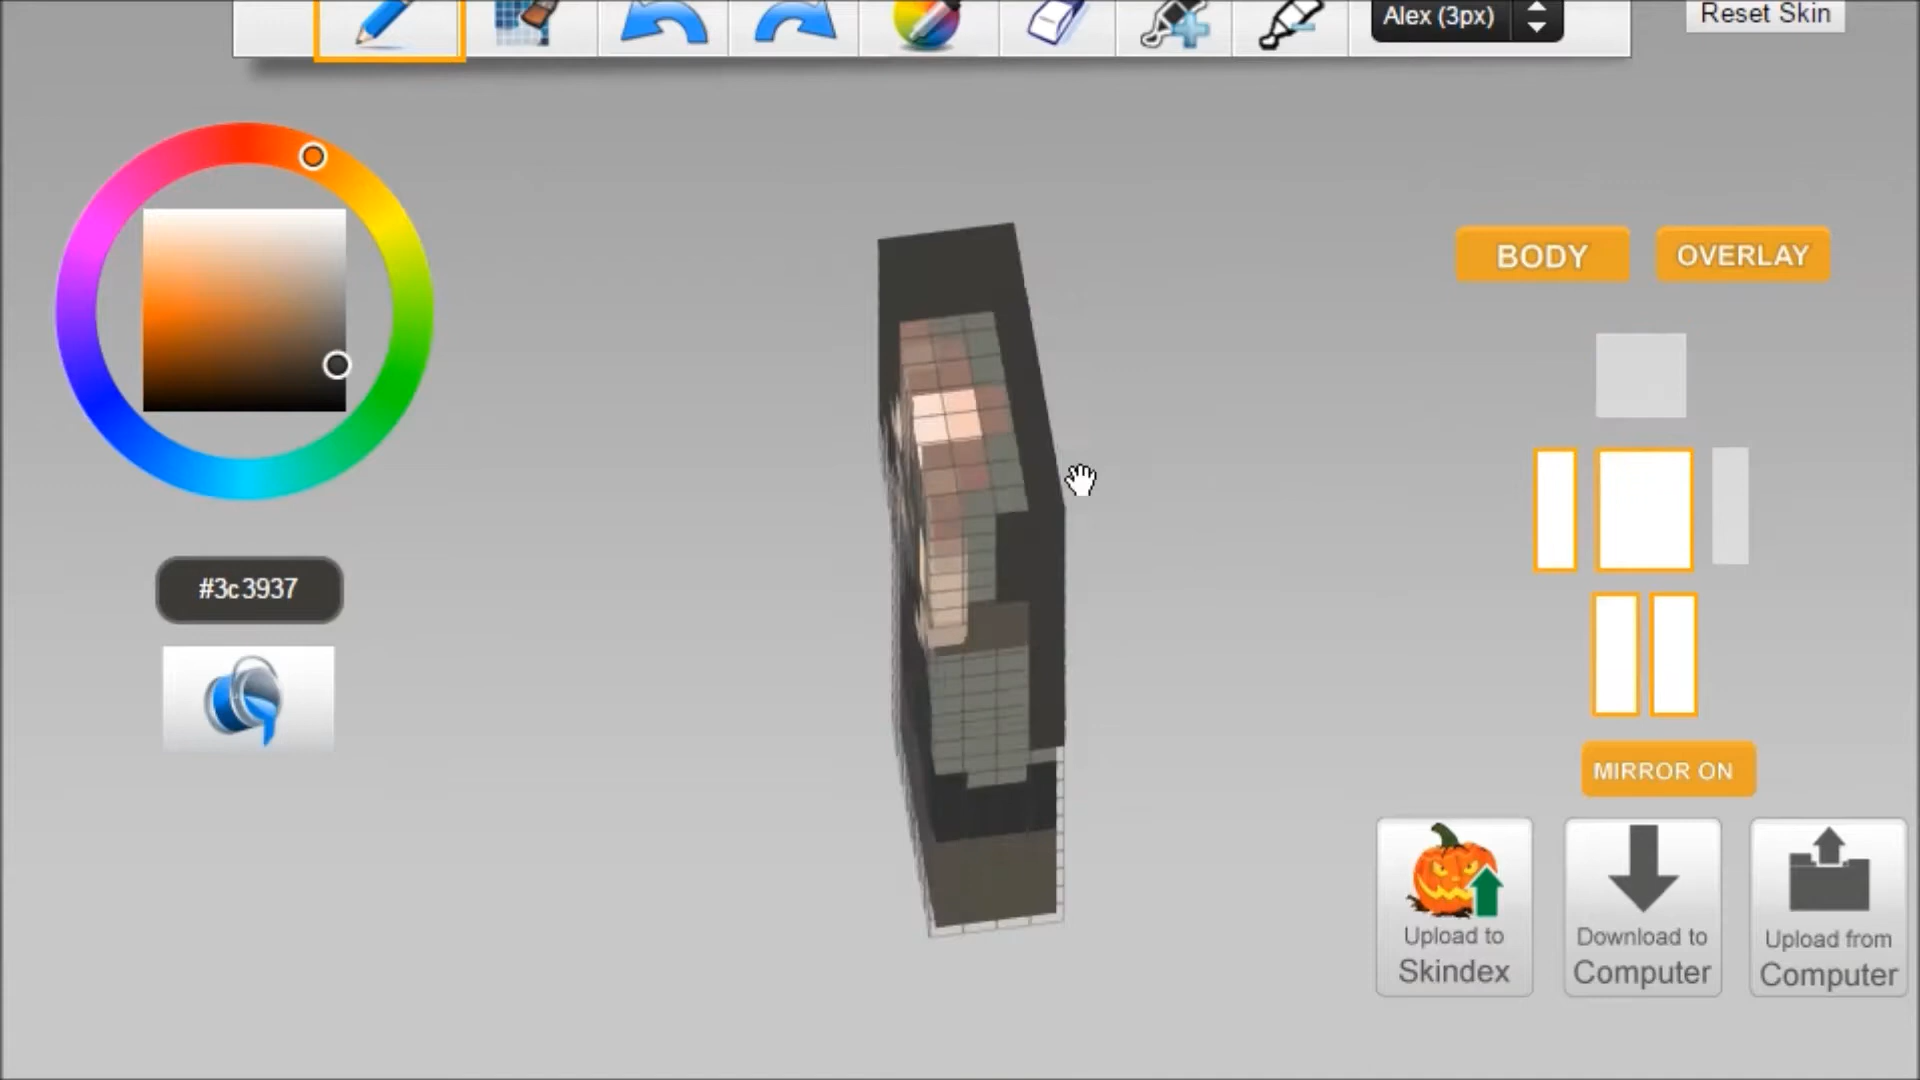 Alex (3px)
Reset Skin
BODY
OVERLAY
#3c3937
MIRROR ON
Upload to
Skindex
Download to
Computer
Upload from
Computer